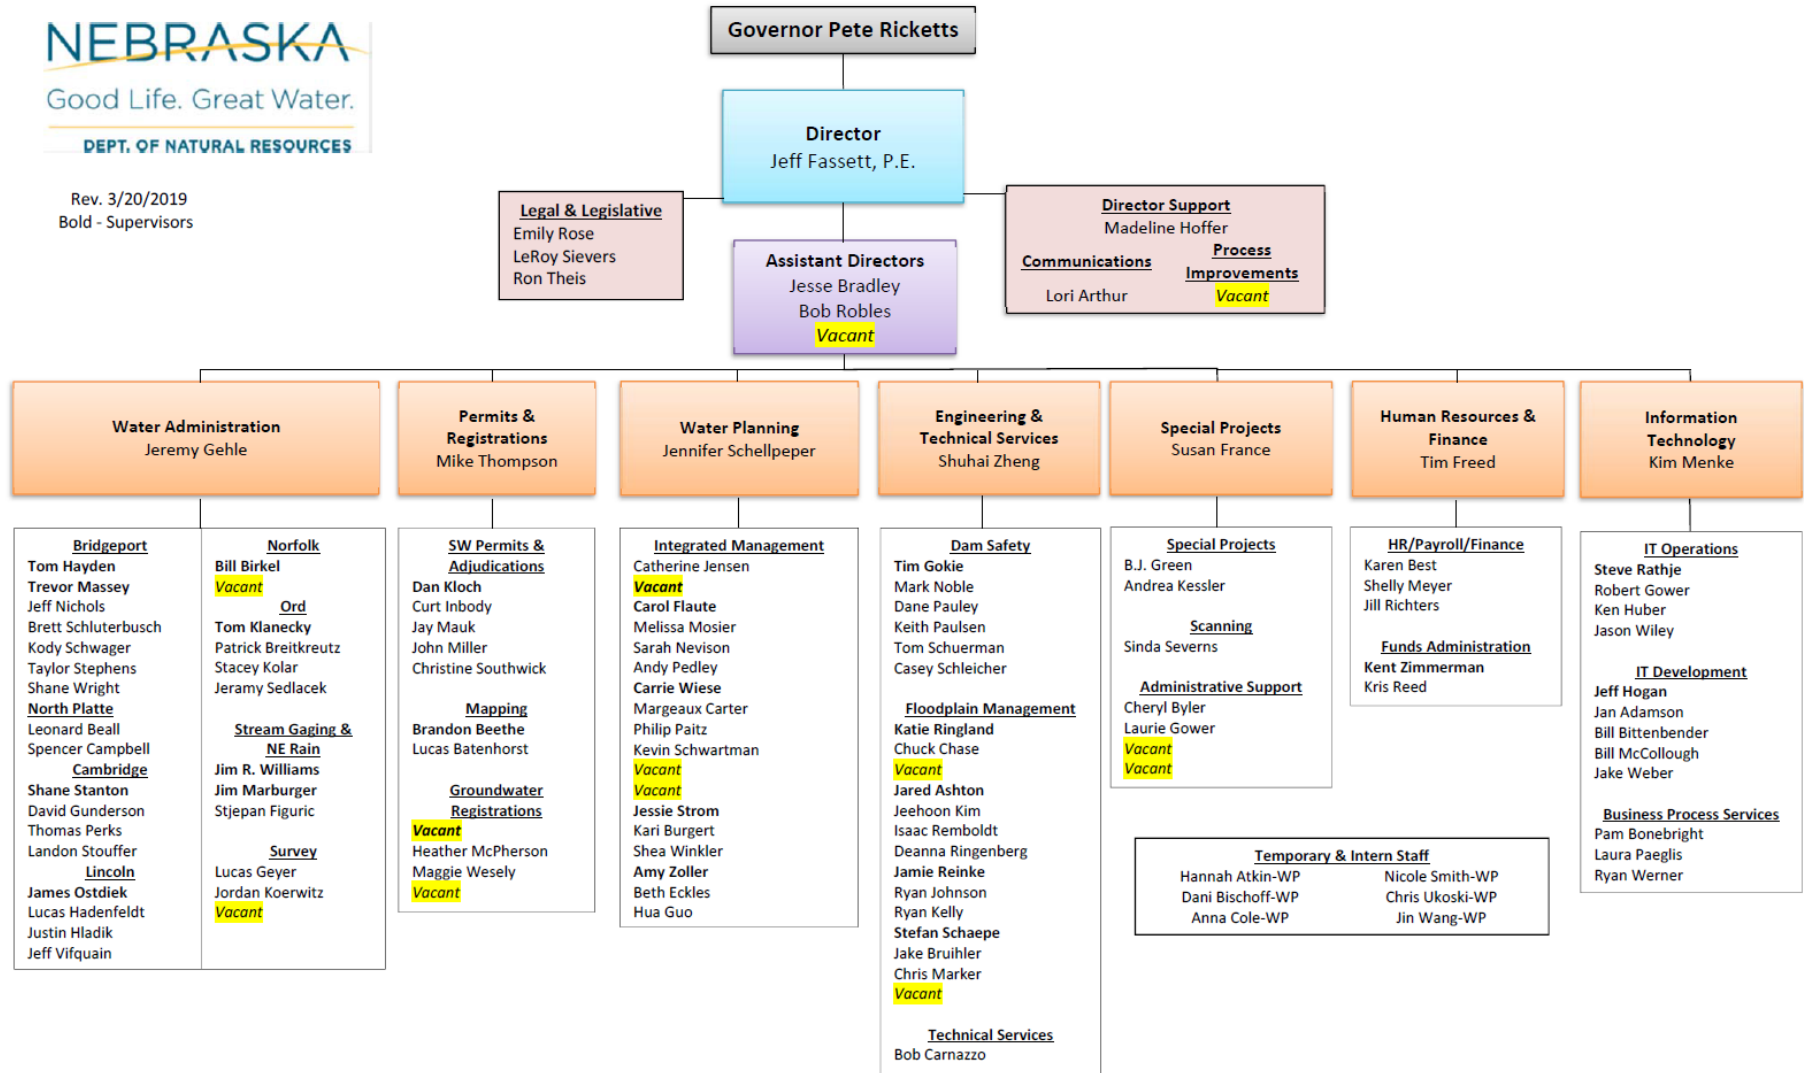 NEBRASKA
Good Life. Great Water.
DEPT. OF NATURAL RESOURCES
Rev. 3/20/2019
Bold - Supervisors
Governor Pete Ricketts
Director
Jeff Fassett, P.E.
Legal & Legislative
Emily Rose
LeRoy Sievers
Ron Theis
Director Support
Madeline Hoffer
Communications
Lori Arthur
Process
Improvements
Vacant
Assistant Directors
Jesse Bradley
Bob Robles
Vacant
Water Administration
Jeremy Gehle
Permits &
Registrations
Mike Thompson
Water Planning
Jennifer Schellpeper
Engineering &
Technical Services
Shuhai Zheng
Special Projects
Susan France
Human Resources &
Finance
Tim Freed
Information
Technology
Kim Menke
Bridgeport
Tom Hayden
Trevor Massey
Jeff Nichols
Brett Schluterbusch
Kody Schwager
Taylor Stephens
Shane Wright
North Platte
Leonard Beall
Spencer Campbell
Cambridge
Shane Stanton
David Gunderson
Thomas Perks
Landon Stouffer
Lincoln
James Ostdiek
Lucas Hadenfeldt
Justin Hladik
Jeff Vifquain
Norfolk
Bill Birkel
Vacant
Ord
Tom Klanecky
Patrick Breitkreutz
Stacey Kolar
Jeramy Sedlacek
Stream Gaging &
NE Rain
Jim R. Williams
Jim Marburger
Stjepan Figuric
Survey
Lucas Geyer
Jordan Koerwitz
Vacant
SW Permits &
Adjudications
Dan Kloch
Curt Inbody
Jay Mauk
John Miller
Christine Southwick
Mapping
Brandon Beethe
Lucas Batenhorst
Groundwater
Registrations
Vacant
Heather McPherson
Maggie Wesely
Vacant
Integrated Management
Catherine Jensen
Vacant
Carol Flaute
Melissa Mosier
Sarah Nevison
Andy Pedley
Carrie Wiese
Margeaux Carter
Philip Paitz
Kevin Schwartman
Vacant
Vacant
Jessie Strom
Kari Burgert
Shea Winkler
Amy Zoller
Beth Eckles
Hua Guo
Dam Safety
Tim Gokie
Mark Noble
Dane Pauley
Keith Paulsen
Tom Schuerman
Casey Schleicher
Floodplain Management
Katie Ringland
Chuck Chase
Vacant
Jared Ashton
Jeehoon Kim
Isaac Remboldt
Deanna Ringenberg
Jamie Reinke
Ryan Johnson
Ryan Kelly
Stefan Schaepe
Jake Bruihler
Chris Marker
Vacant
Technical Services
Bob Carnazzo
Special Projects
B.J. Green
Andrea Kessler
Scanning
Sinda Severns
Administrative Support
Cheryl Byler
Laurie Gower
Vacant
Vacant
HR/Payroll/Finance
Karen Best
Shelly Meyer
Jill Richters
Funds Administration
Kent Zimmerman
Kris Reed
IT Operations
Steve Rathje
Robert Gower
Ken Huber
Jason Wiley
IT Development
Jeff Hogan
Jan Adamson
Bill Bittenbender
Bill McCollough
Jake Weber
Business Process Services
Pam Bonebright
Laura Paeglis
Ryan Werner
Temporary & Intern Staff
Hannah Atkin-WP
Dani Bischoff-WP
Anna Cole-WP
Nicole Smith-WP
Chris Ukoski-WP
Jin Wang-WP